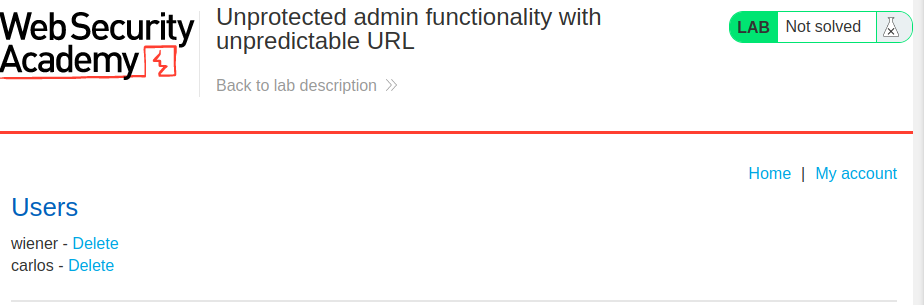 Web Security
Academy
Unprotected admin functionality with
unpredictable URL
Back to lab description
LAB Not solved
Home | My account
Users
wiener - Delete
carlos - Delete